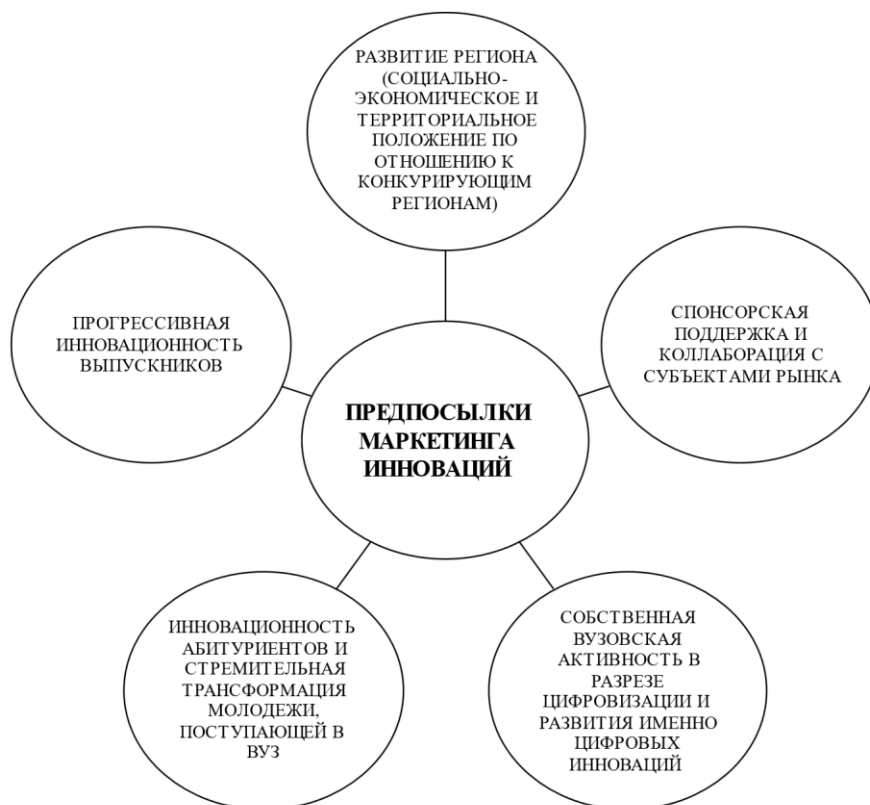 РАЗВИТИЕ РЕГИОНА
(СОЦИАЛЬНО-
ЭКОНОМИЧЕСКОЕ И
ТЕРРИТОРИАЛЬНОЕ
ПОЛОЖЕНИЕ ПО
ОТНОШЕНИЮ К
КОНКУРИРУЮЩИМ
РЕГИОНАМ)
ПРОГРЕССИВНАЯ
ИННОВАЦИОННОСТЬ
ВЫПУСКНИКОВ
СПОНСОРСКАЯ
ПОДДЕРЖКА И
КОЛЛАБОРАЦИЯ С
СУБЪЕКТАМИ РЫНКА
ПРЕДПОСЫЛКИ
МАРКЕТИНГА
ИННОВАЦИЙ
ИННОВАЦИОННОСТЬ
АБИТУРИЕНТОВ И
СТРЕМИТЕЛЬНАЯ
ТРАНСФОРМАЦИЯ
МОЛОДЕЖИ,
ПОСТУПАЮЩЕЙ В
ВУЗ
СОБСТВЕННАЯ
ВУЗОВСКАЯ
АКТИВНОСТЬ В
РАЗРЕЗЕ
ЦИФРОВИЗАЦИИ И
РАЗВИТИЯ ИМЕННО
ЦИФРОВЫХ
ИННОВАЦИЙ